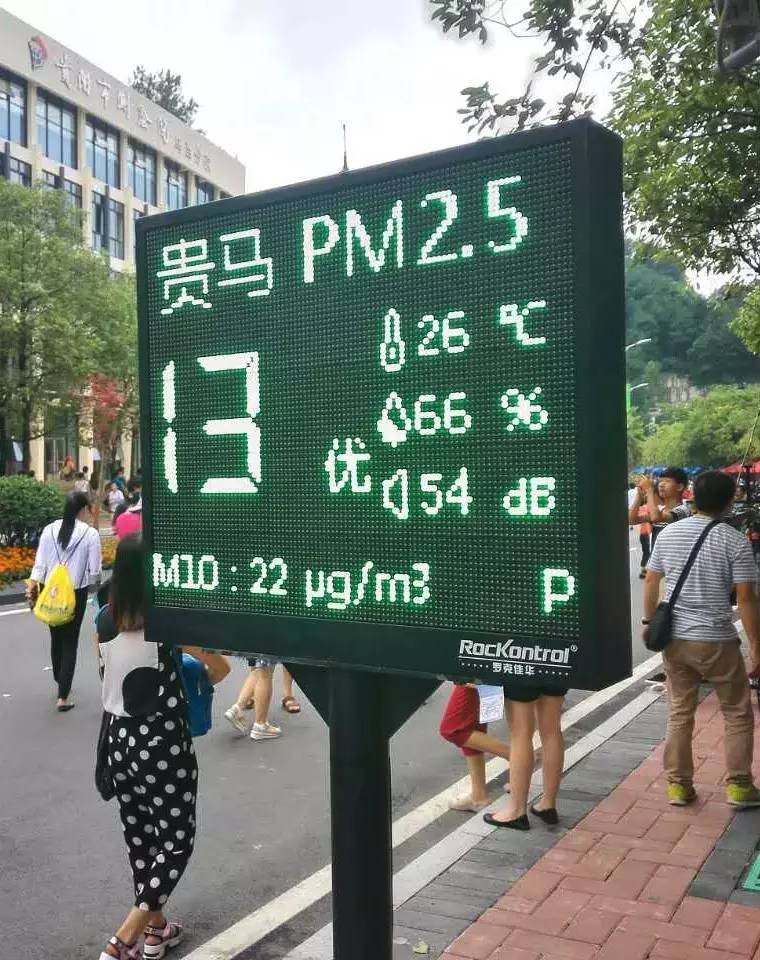 贵马 PM2.5
13 优
26 ℃
66 %
54 dB
M10 : 22 µg/m3 P
RocKontrol®
罗克佳华